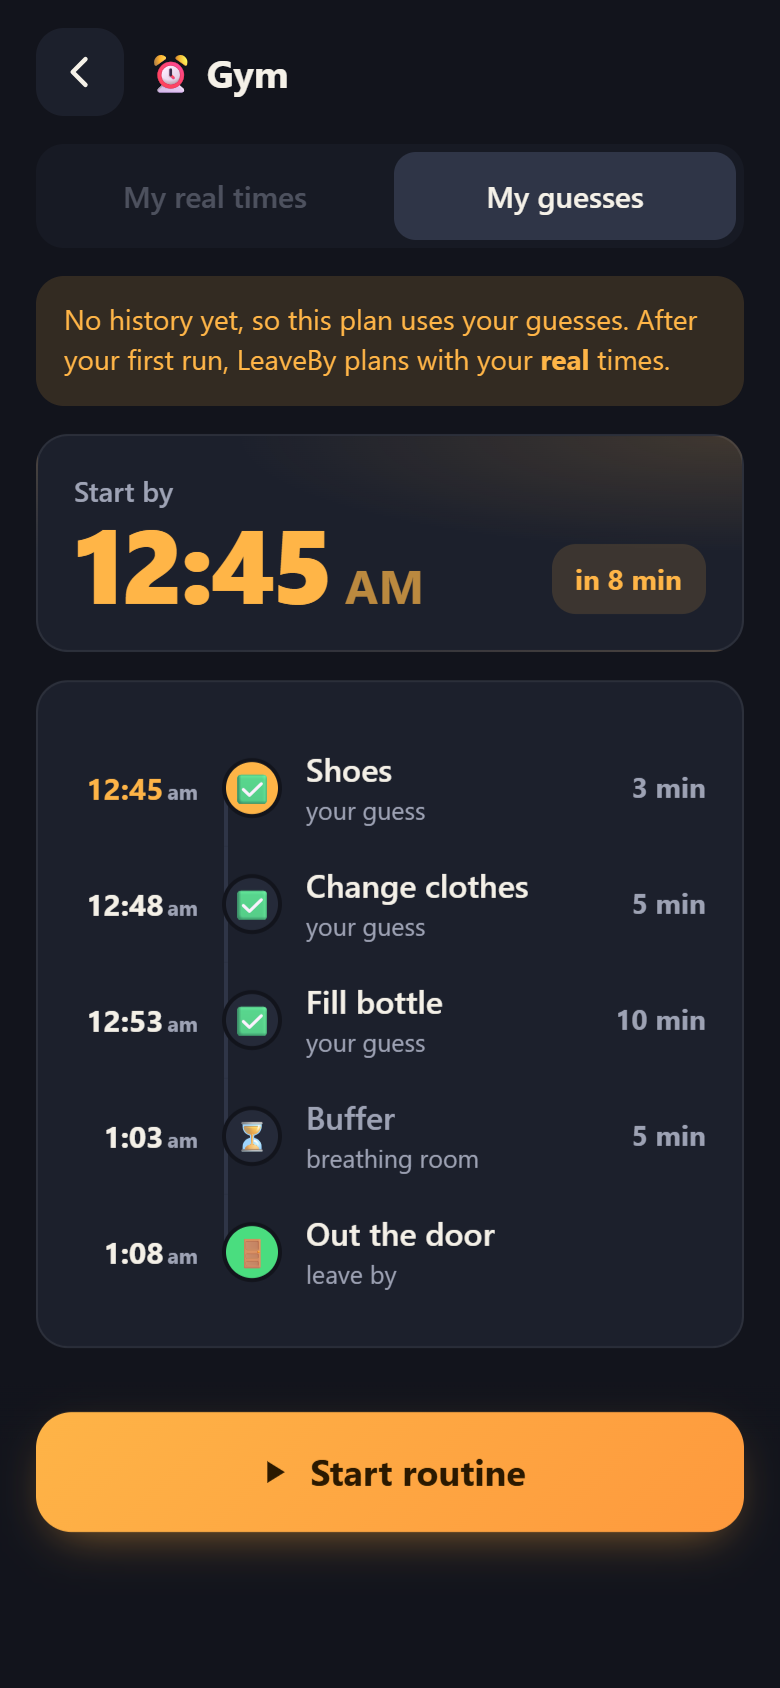 Gym
My real times
My guesses
No history yet, so this plan uses your guesses. After
your first run, LeaveBy plans with your real times.
Start by
12:45 AM
in 8 min
12:45 am
Shoes
your guess
3 min
12:48 am
Change clothes
your guess
5 min
12:53 am
Fill bottle
your guess
10 min
1:03 am
Buffer
breathing room
5 min
1:08 am
Out the door
leave by
Start routine